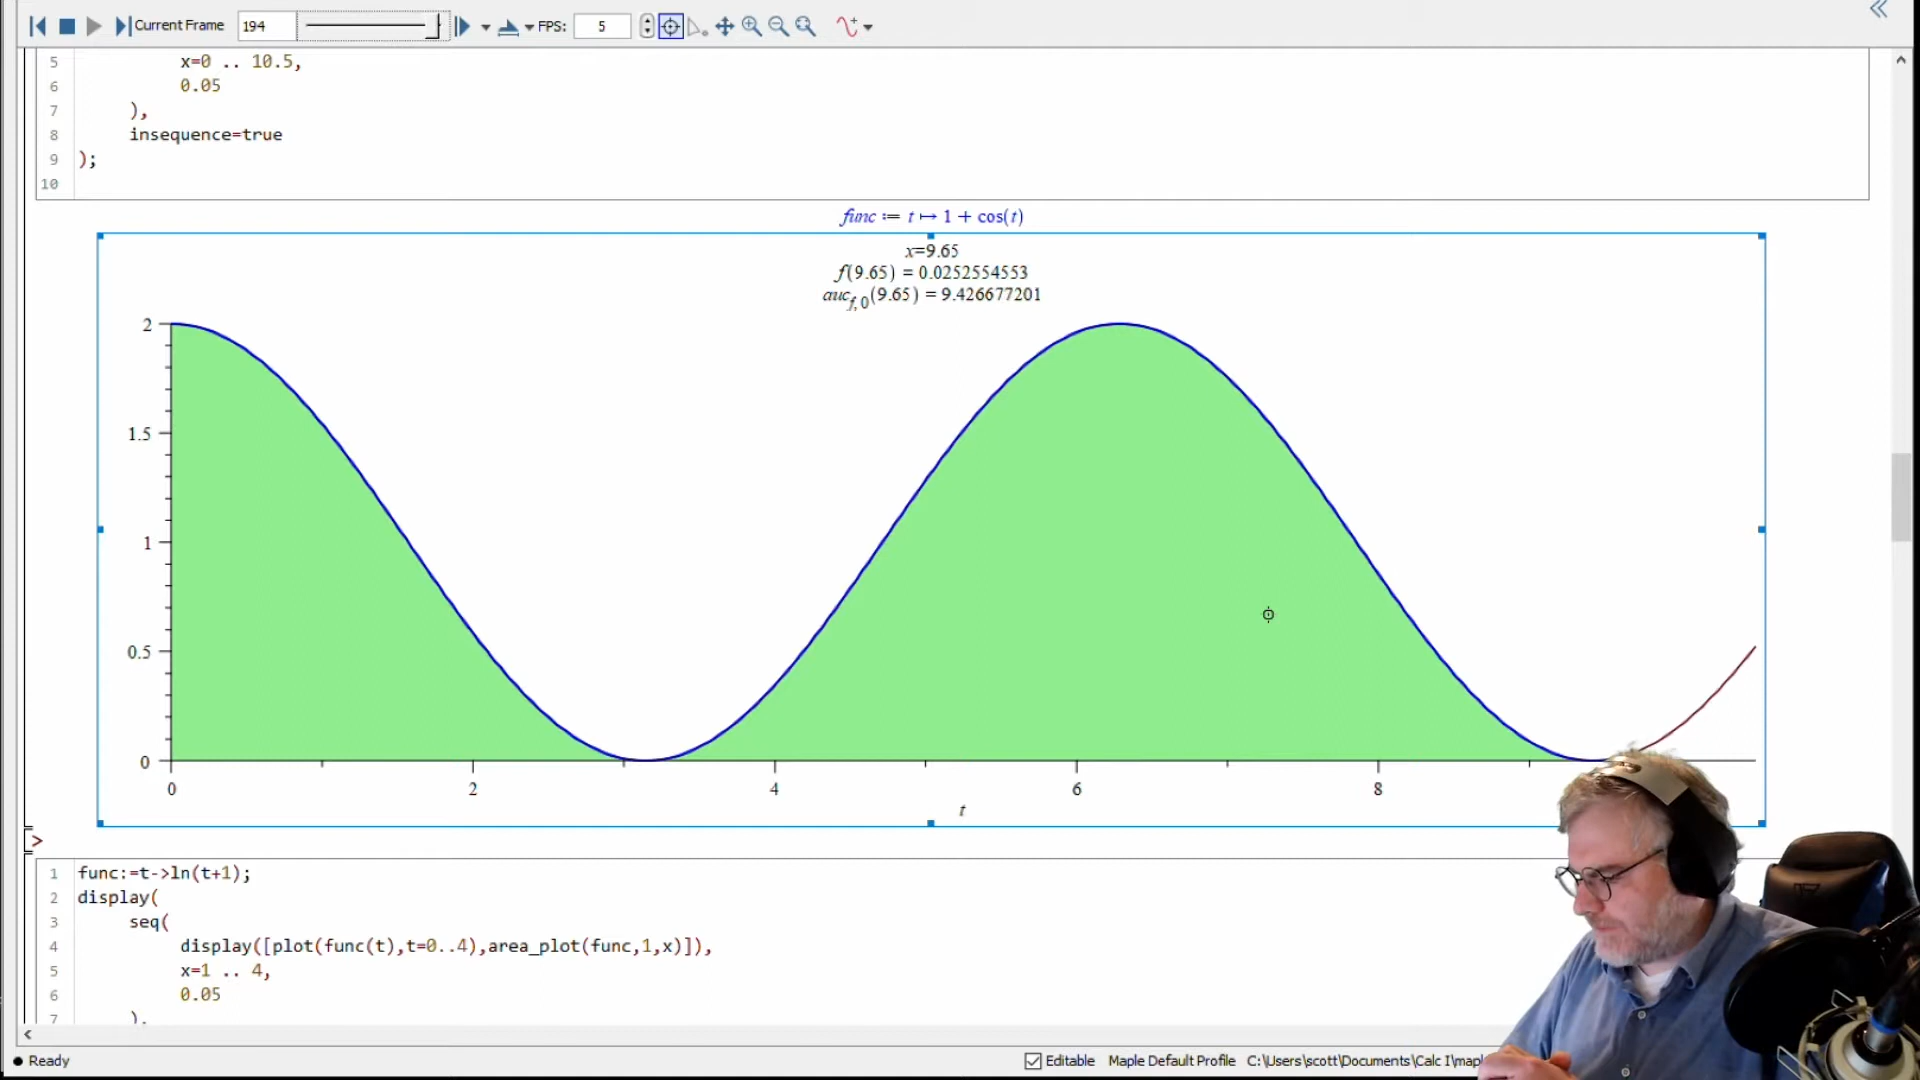 Current Frame 194 FPS: 5
5 x=0 .. 10.5,
6 0.05
7 ),
8 insequence=true
9 );
10
func := t ↦ 1 + cos(t)
x=9.65
f(9.65) = 0.0252554553
auc_{f, 0}(9.65) = 9.426677201
2
1.5
1
0.5
0
0 2 4 6 8
t
>
1 func:=t->ln(t+1);
2 display(
3 seq(
4 display([plot(func(t),t=0..4),area_plot(func,1,x)]),
5 x=1 .. 4,
6 0.05
7 ),
Ready Editable Maple Default Profile C:\Users\scott\Documents\Calc I\mapl